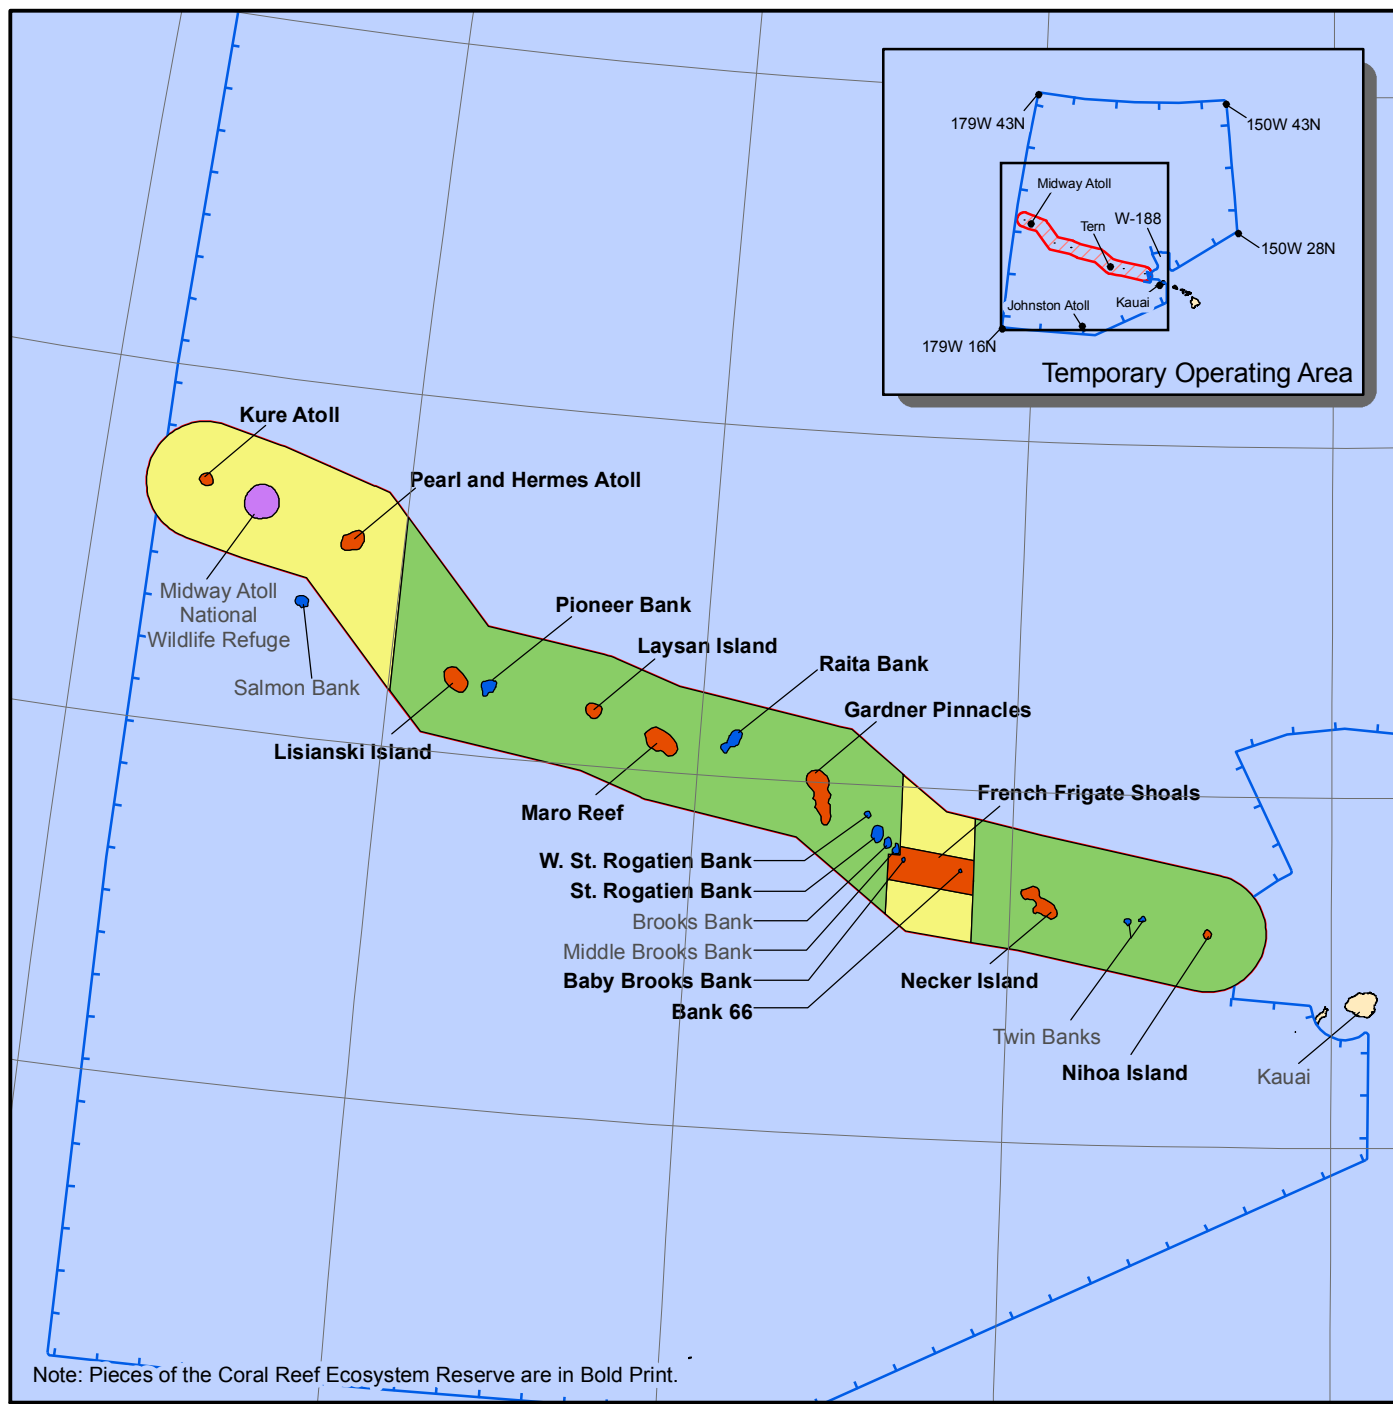 179W 43N
150W 43N
Midway Atoll
W-188
Tern
150W 28N
Johnston Atoll
Kauai
179W 16N
Temporary Operating Area
Kure Atoll
Pearl and Hermes Atoll
Midway Atoll
National
Wildlife Refuge
Salmon Bank
Pioneer Bank
Laysan Island
Raita Bank
Gardner Pinnacles
Lisianski Island
Maro Reef
French Frigate Shoals
W. St. Rogatien Bank
St. Rogatien Bank
Brooks Bank
Middle Brooks Bank
Baby Brooks Bank
Bank 66
Necker Island
Twin Banks
Nihoa Island
Kauai
Note: Pieces of the Coral Reef Ecosystem Reserve are in Bold Print.